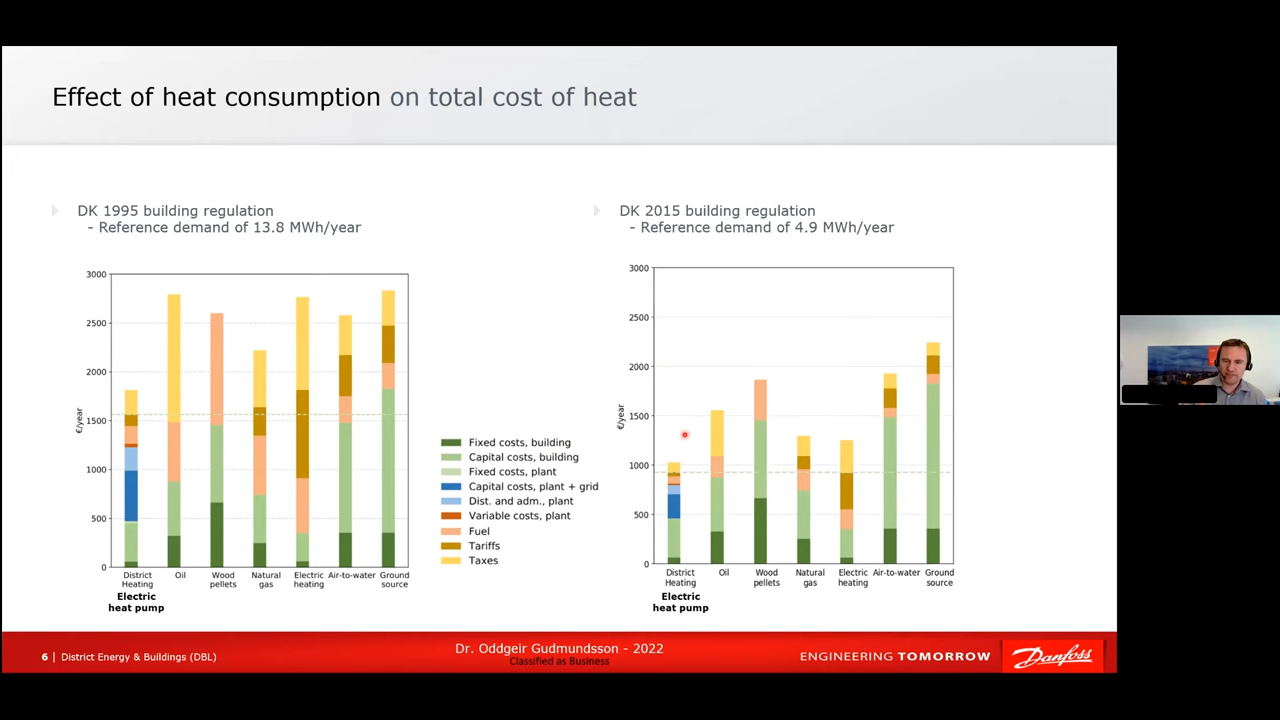 Effect of heat consumption on total cost of heat
DK 1995 building regulation
- Reference demand of 13.8 MWh/year
DK 2015 building regulation
- Reference demand of 4.9 MWh/year
3000
2500
2000
1500
1000
500
0
€/year
District Heating
Oil
Wood pellets
Natural gas
Electric heating
Air-to-water
Ground source
Electric heat pump
Fixed costs, building
Capital costs, building
Fixed costs, plant
Capital costs, plant + grid
Dist. and adm., plant
Variable costs, plant
Fuel
Tariffs
Taxes
3000
2500
2000
1500
1000
500
0
€/year
District Heating
Oil
Wood pellets
Natural gas
Electric heating
Air-to-water
Ground source
Electric heat pump
6 | District Energy & Buildings (DBL)
Dr. Oddgeir Gudmundsson - 2022
Classified as Business
ENGINEERING TOMORROW
Danfoss